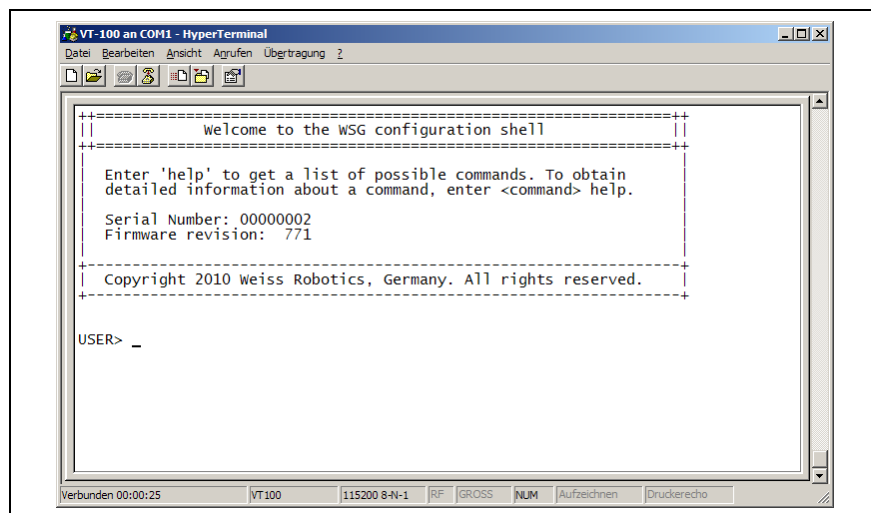 VT-100 an COM1 - HyperTerminal
Datei Bearbeiten Ansicht Anrufen Übertragung ?
++================================================================++
|| Welcome to the WSG configuration shell ||
++================================================================++
| Enter 'help' to get a list of possible commands. To obtain |
| detailed information about a command, enter <command> help. |
| Serial Number: 00000002 |
| Firmware revision: 771 |
+------------------------------------------------------------------+
| Copyright 2010 Weiss Robotics, Germany. All rights reserved. |
+------------------------------------------------------------------+
USER> _
Verbunden 00:00:25 VT100 115200 8-N-1 RF GROSS NUM Aufzeichnen Druckerecho